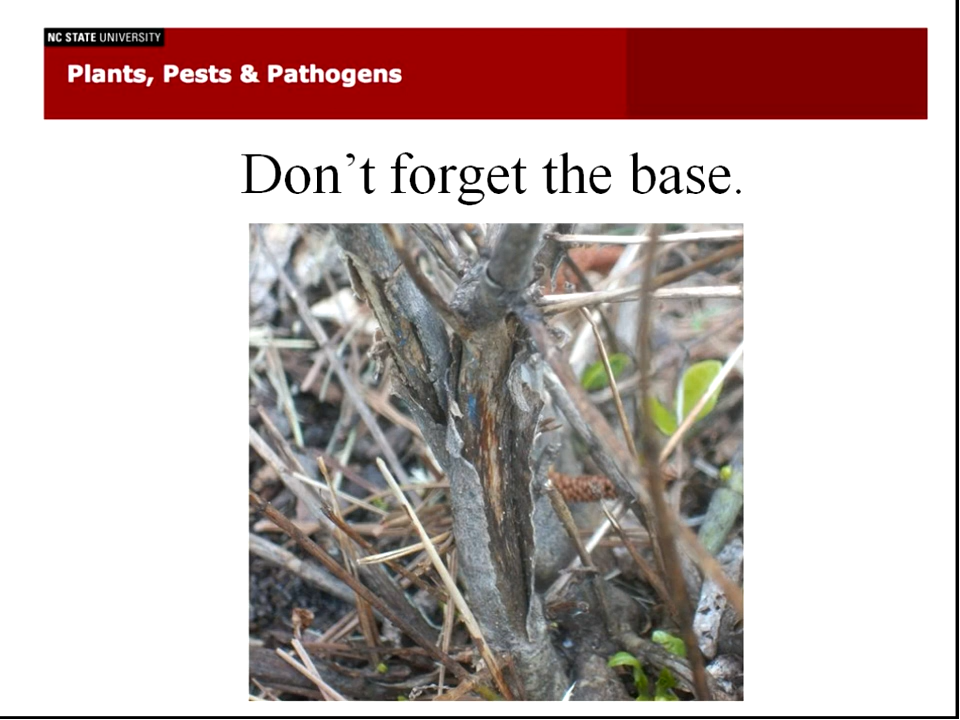 NC STATE UNIVERSITY
Plants, Pests & Pathogens
Don’t forget the base.